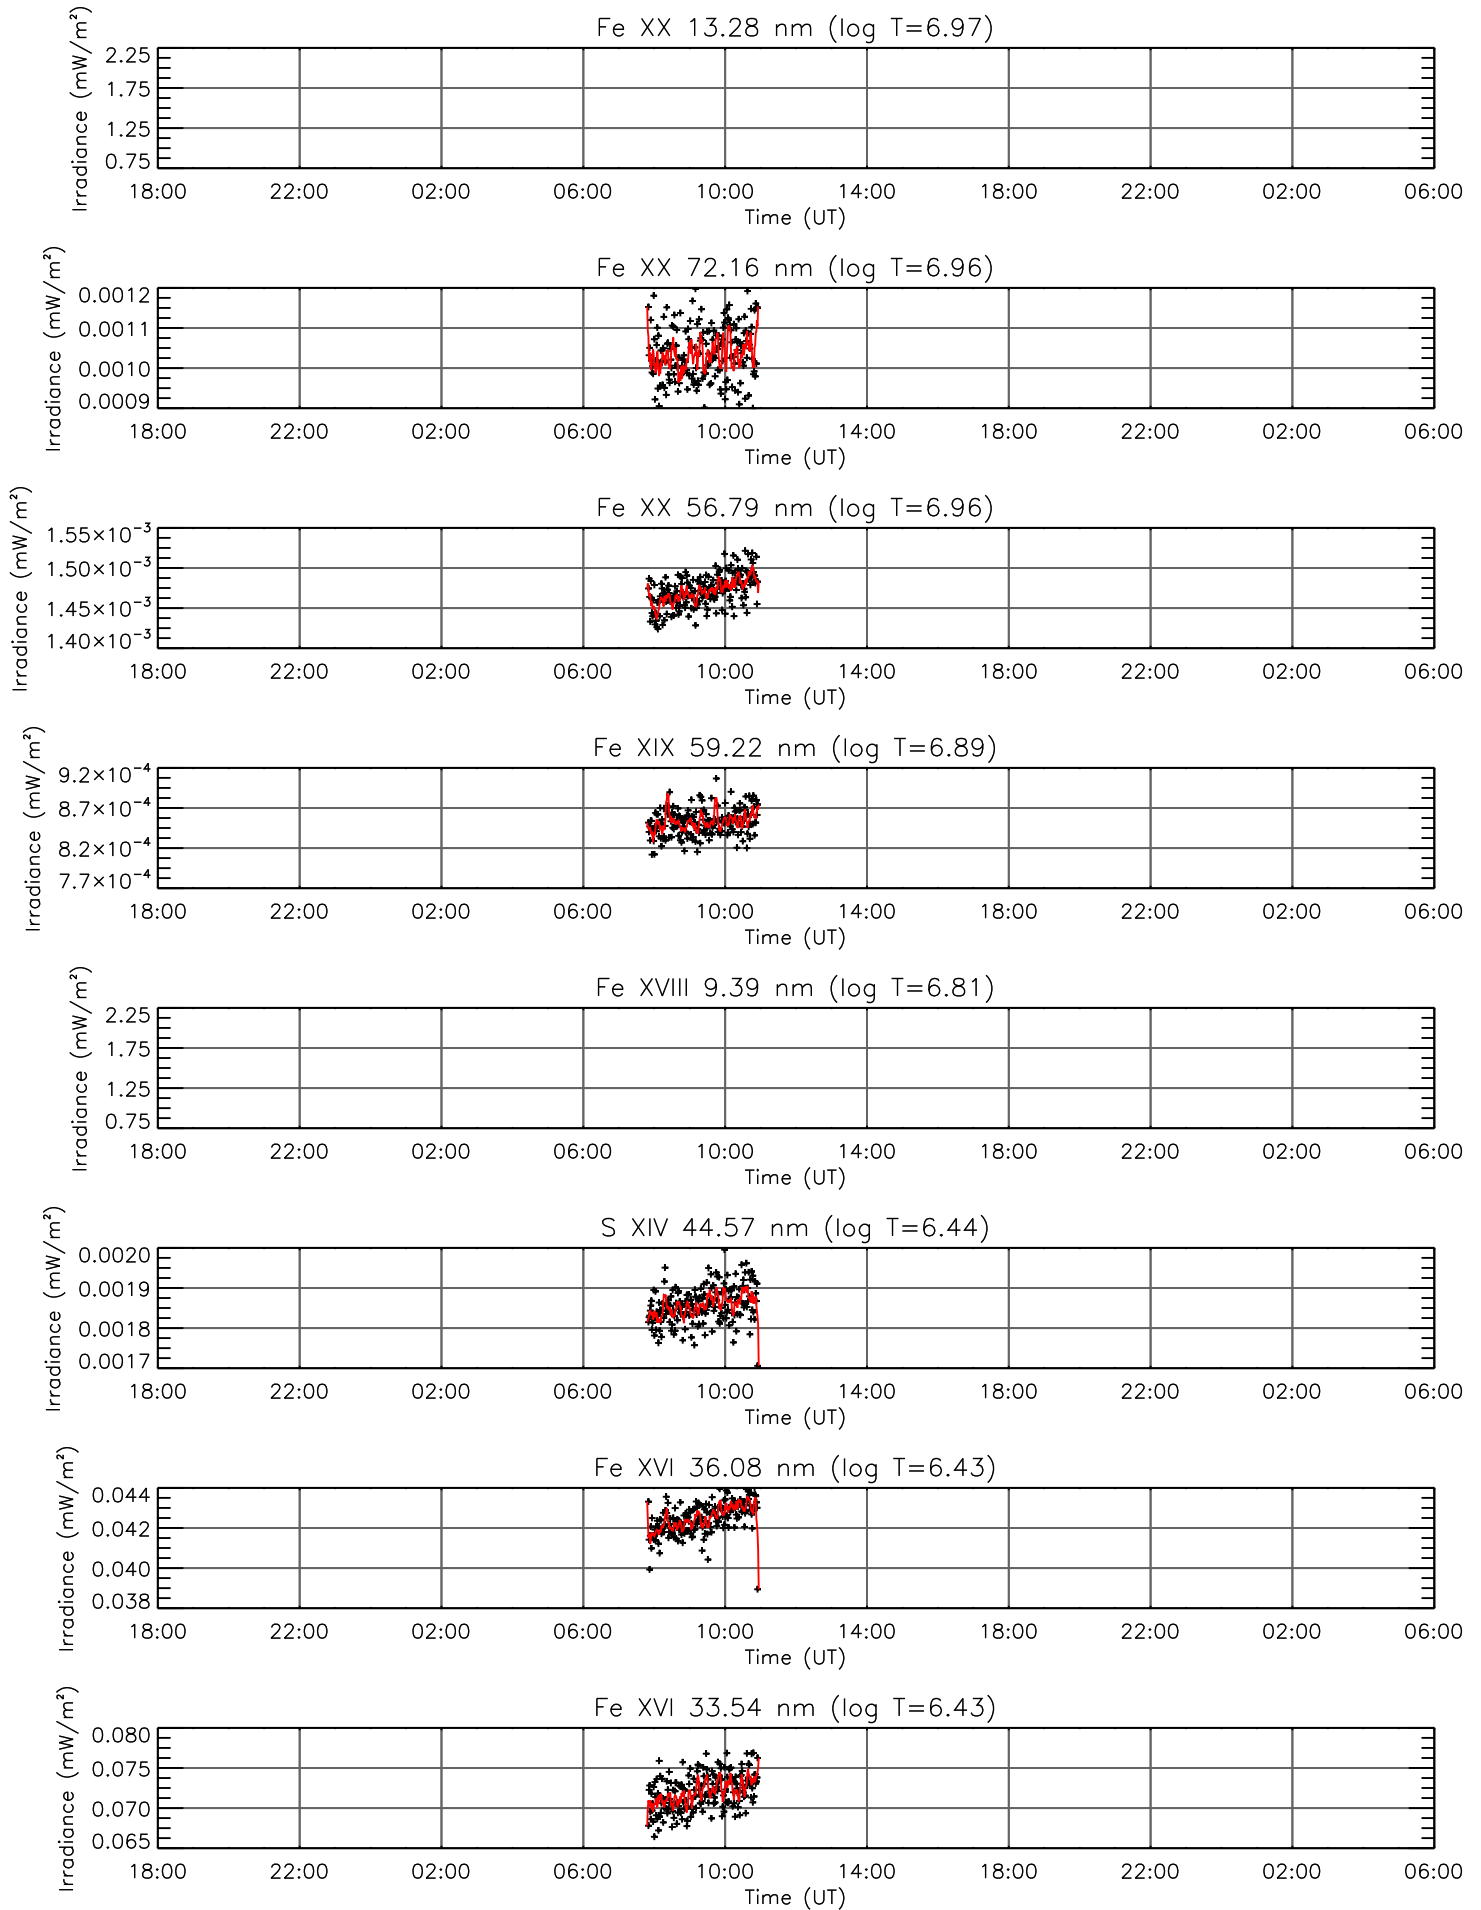 Fe XX 13.28 nm (log T=6.97)
Irradiance (mW/m²)
2.25
1.75
1.25
0.75
18:00 22:00 02:00 06:00 10:00 14:00 18:00 22:00 02:00 06:00
Time (UT)
Fe XX 72.16 nm (log T=6.96)
Irradiance (mW/m²)
0.0012
0.0011
0.0010
0.0009
18:00 22:00 02:00 06:00 10:00 14:00 18:00 22:00 02:00 06:00
Time (UT)
Fe XX 56.79 nm (log T=6.96)
Irradiance (mW/m²)
1.55×10⁻³
1.50×10⁻³
1.45×10⁻³
1.40×10⁻³
18:00 22:00 02:00 06:00 10:00 14:00 18:00 22:00 02:00 06:00
Time (UT)
Fe XIX 59.22 nm (log T=6.89)
Irradiance (mW/m²)
9.2×10⁻⁴
8.7×10⁻⁴
8.2×10⁻⁴
7.7×10⁻⁴
18:00 22:00 02:00 06:00 10:00 14:00 18:00 22:00 02:00 06:00
Time (UT)
Fe XVIII 9.39 nm (log T=6.81)
Irradiance (mW/m²)
2.25
1.75
1.25
0.75
18:00 22:00 02:00 06:00 10:00 14:00 18:00 22:00 02:00 06:00
Time (UT)
S XIV 44.57 nm (log T=6.44)
Irradiance (mW/m²)
0.0020
0.0019
0.0018
0.0017
18:00 22:00 02:00 06:00 10:00 14:00 18:00 22:00 02:00 06:00
Time (UT)
Fe XVI 36.08 nm (log T=6.43)
Irradiance (mW/m²)
0.044
0.042
0.040
0.038
18:00 22:00 02:00 06:00 10:00 14:00 18:00 22:00 02:00 06:00
Time (UT)
Fe XVI 33.54 nm (log T=6.43)
Irradiance (mW/m²)
0.080
0.075
0.070
0.065
18:00 22:00 02:00 06:00 10:00 14:00 18:00 22:00 02:00 06:00
Time (UT)